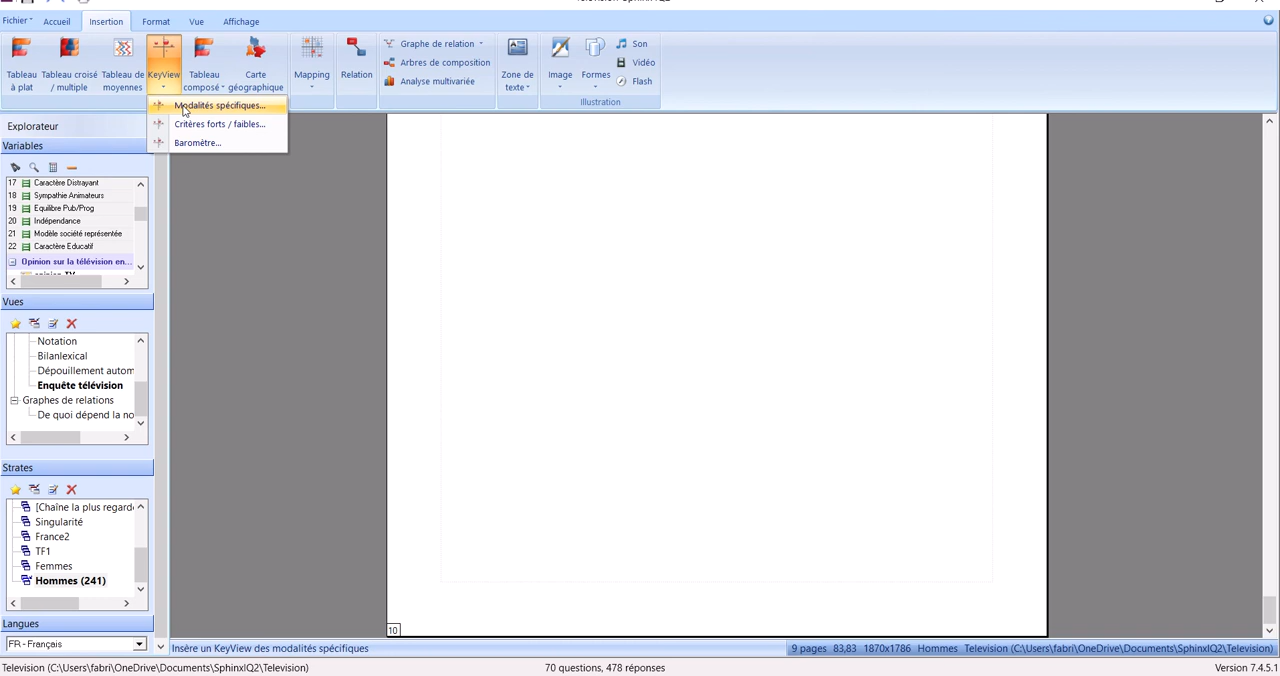 Television - SphinxIQ2
Fichier Accueil Insertion Format Vue Affichage
Tableau à plat
Tableau croisé / multiple
Tableau de moyennes
KeyView
Tableau composé
Carte géographique
Mapping
Relation
Graphe de relation
Arbres de composition
Analyse multivariée
Zone de texte
Image
Formes
Son
Vidéo
Flash
Illustration
Modalités spécifiques...
Critères forts / faibles...
Baromètre...
Explorateur
Variables
17 Caractère Distrayant
18 Sympathie Animateurs
19 Equilibre Pub/Prog
20 Indépendance
21 Modèle société représentée
22 Caractère Educatif
Opinion sur la télévision en...
Vues
Notation
Bilanlexical
Dépouillement autom
Enquête télévision
Graphes de relations
De quoi dépend la no
Strates
[Chaîne la plus regard
Singularité
France2
TF1
Femmes
Hommes (241)
Langues
FR - Français
10
Insère un KeyView des modalités spécifiques
9 pages 83,83 1870x1786 Hommes Television (C:\Users\fabri\OneDrive\Documents\SphinxIQ2\Television)
Television (C:\Users\fabri\OneDrive\Documents\SphinxIQ2\Television)
70 questions, 478 réponses
Version 7.4.5.1